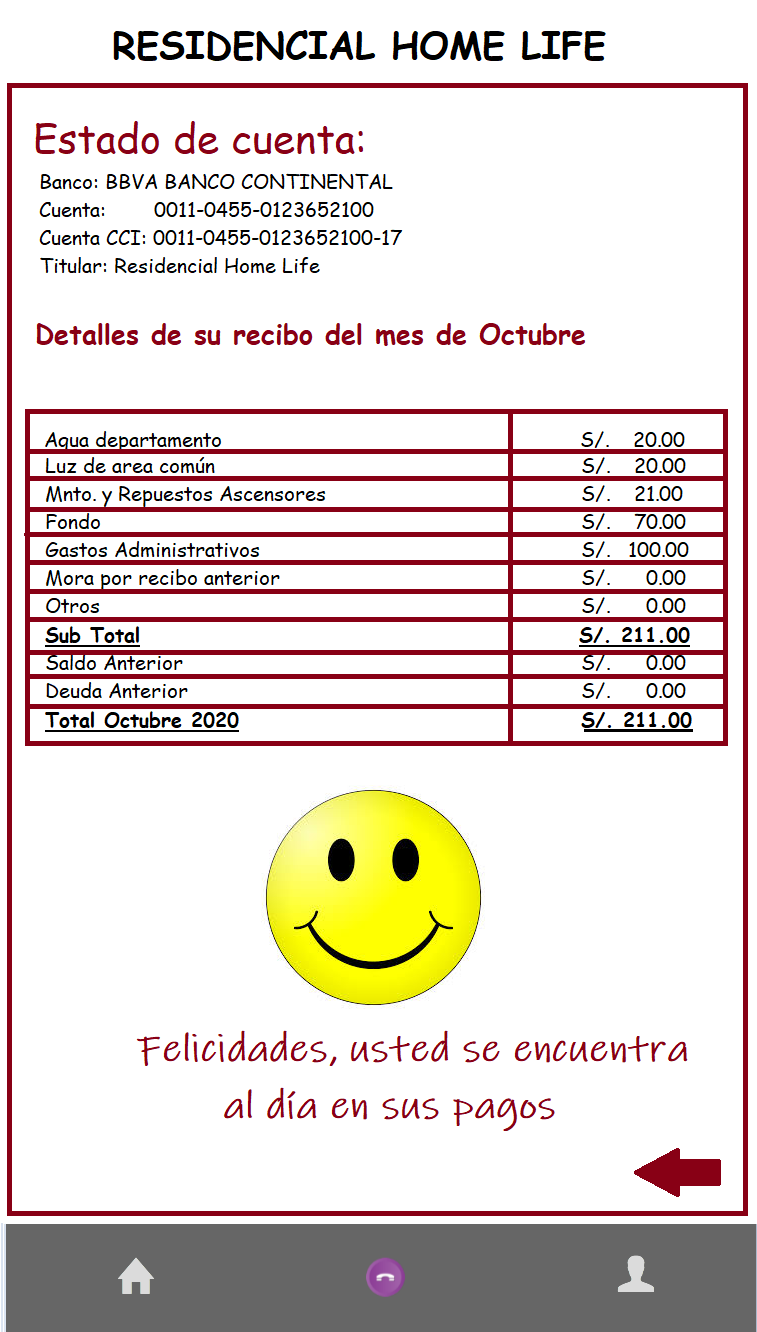 RESIDENCIAL HOME LIFE
Estado de cuenta:
Banco: BBVA BANCO CONTINENTAL
Cuenta: 0011-0455-0123652100
Cuenta CCI: 0011-0455-0123652100-17
Titular: Residencial Home Life
Detalles de su recibo del mes de Octubre
Agua departamento S/. 20.00
Luz de area común S/. 20.00
Mnto. y Repuestos Ascensores S/. 21.00
Fondo S/. 70.00
Gastos Administrativos S/. 100.00
Mora por recibo anterior S/. 0.00
Otros S/. 0.00
Sub Total S/. 211.00
Saldo Anterior S/. 0.00
Deuda Anterior S/. 0.00
Total Octubre 2020 S/. 211.00
Felicidades, usted se encuentra
al día en sus pagos